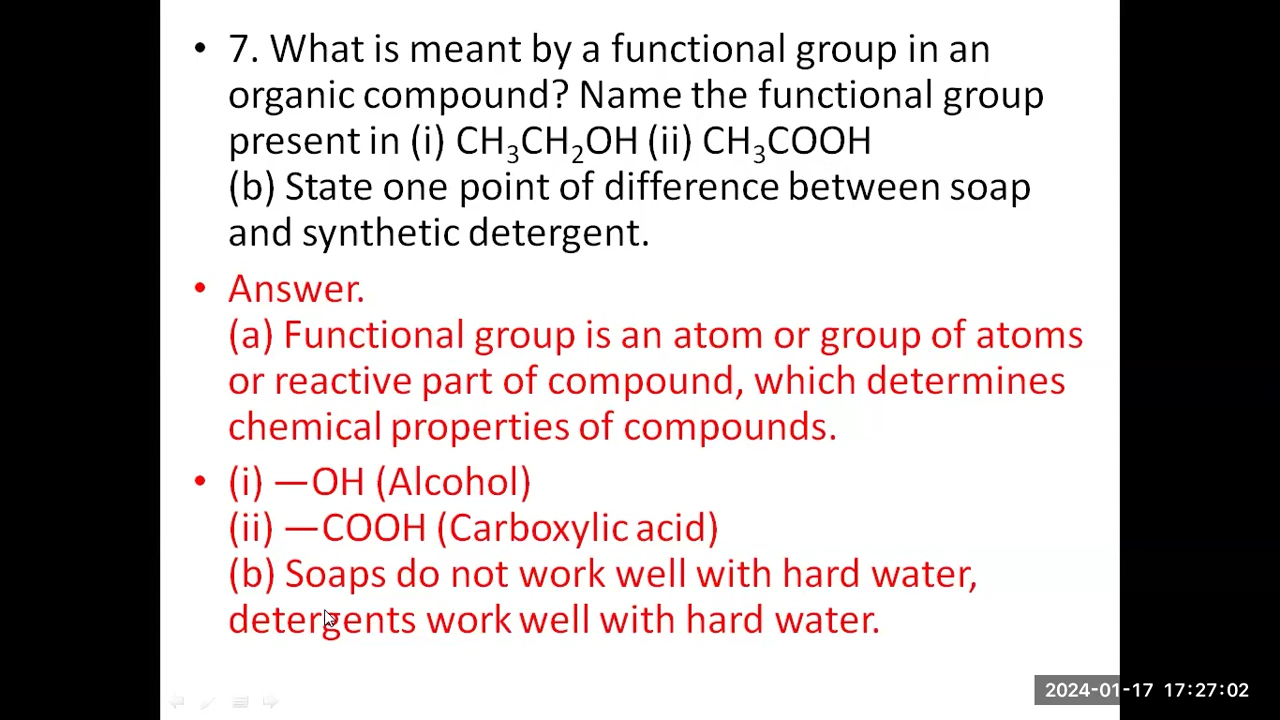 • 7. What is meant by a functional group in an
organic compound? Name the functional group
present in (i) CH₃CH₂OH (ii) CH₃COOH
(b) State one point of difference between soap
and synthetic detergent.
• Answer.
(a) Functional group is an atom or group of atoms
or reactive part of compound, which determines
chemical properties of compounds.
• (i) —OH (Alcohol)
(ii) —COOH (Carboxylic acid)
(b) Soaps do not work well with hard water,
detergents work well with hard water.
2024-01-17 17:27:02